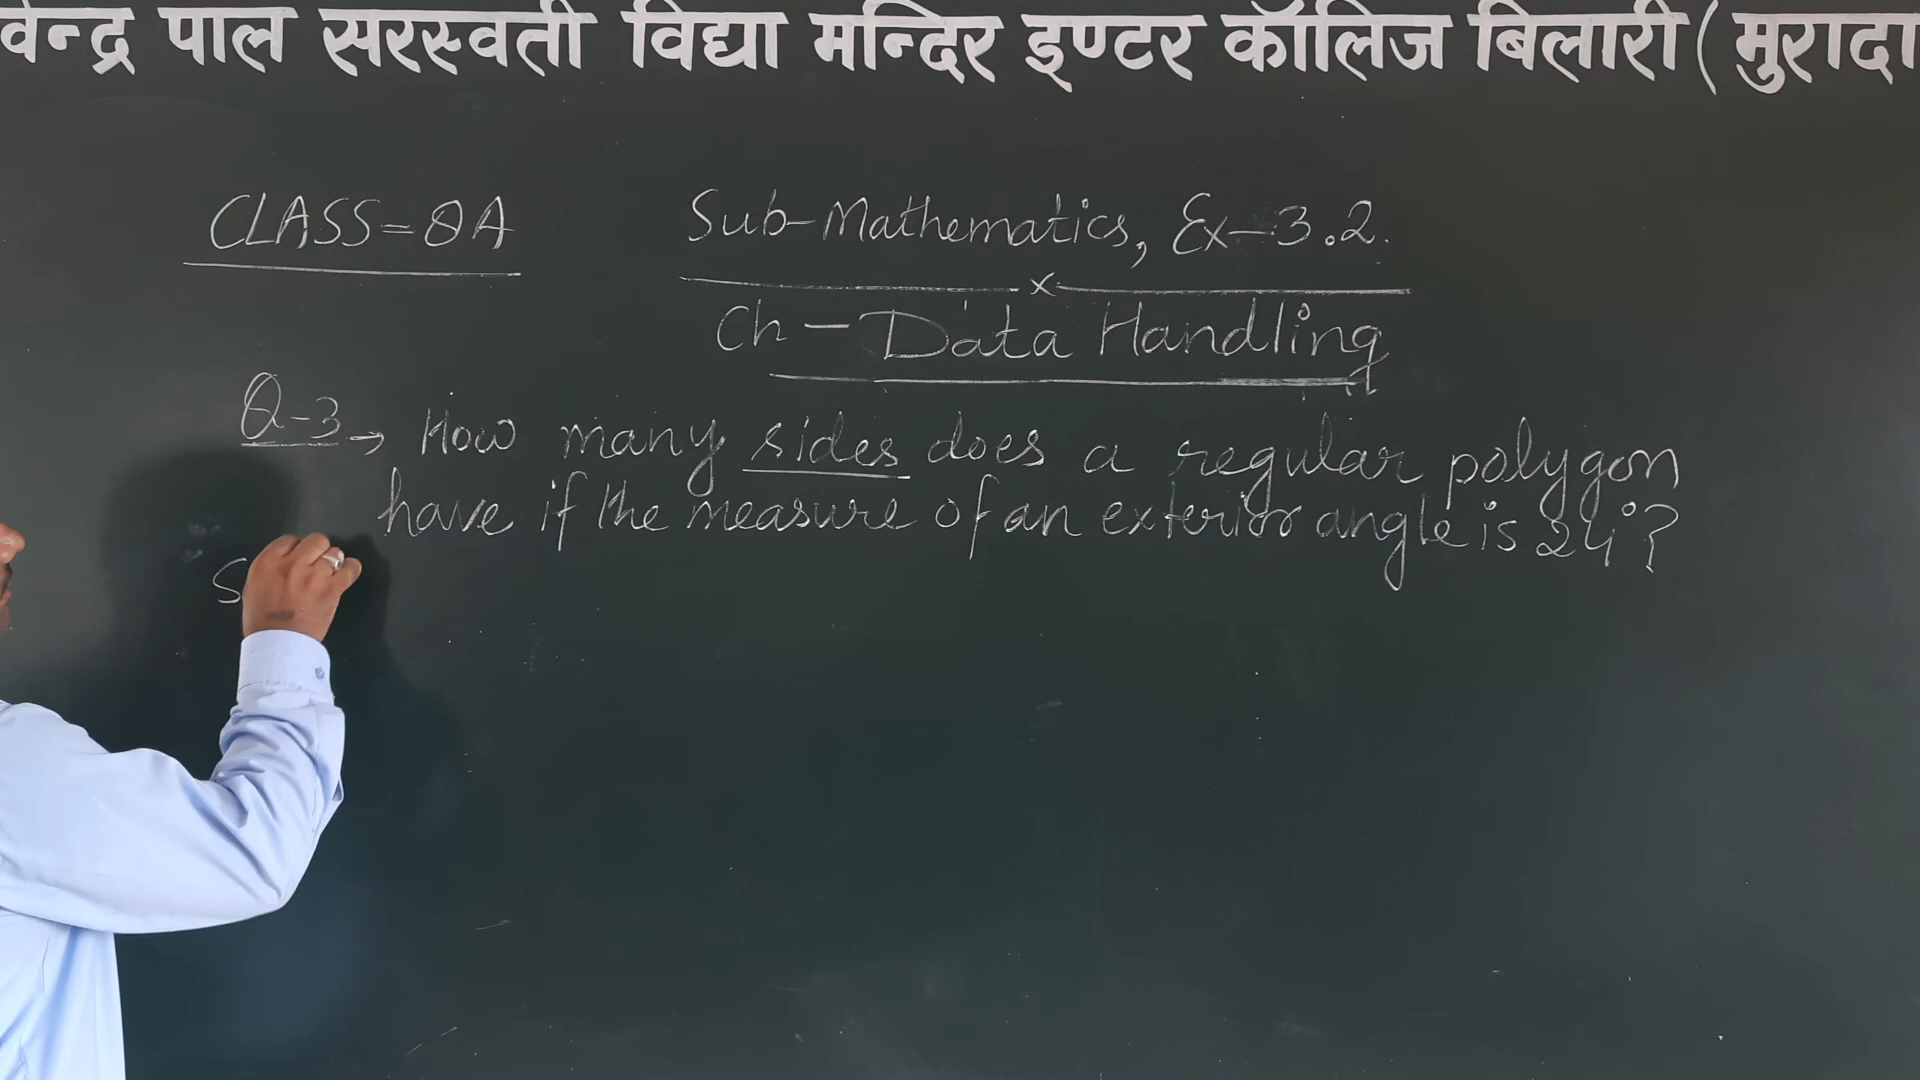 वेन्द्र पाल सरस्वती विद्या मन्दिर इण्टर कॉलिज बिलारी ( मुरादा
CLASS=8A
Sub-Mathematics, Ex-3.2.
x
Ch - Data Handling
Q-3→ How many sides does a regular polygon
have if the measure of an exterior angle is 24°?
S